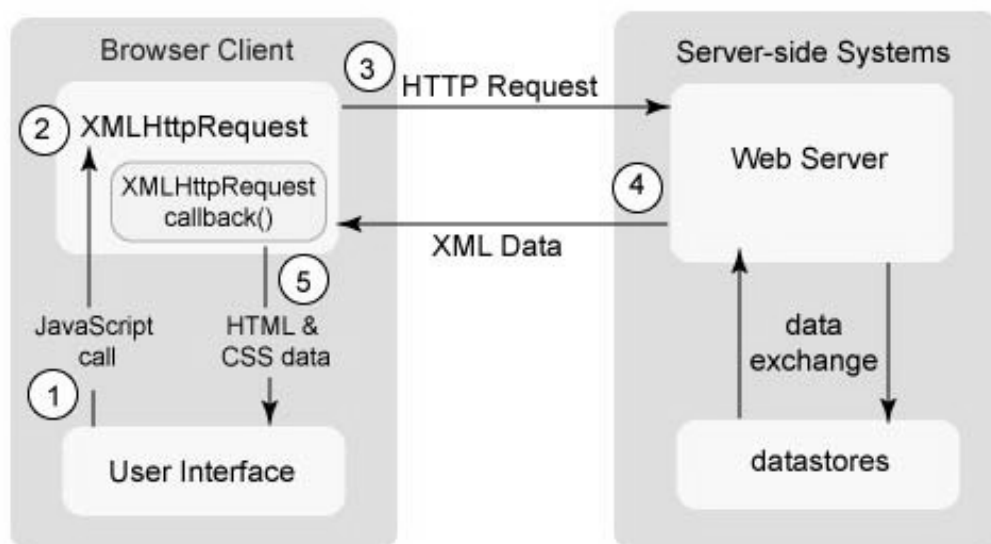 Browser Client
Server-side Systems
3
HTTP Request
2
XMLHttpRequest
Web Server
XMLHttpRequest
callback()
4
XML Data
5
JavaScript
call
HTML &
CSS data
data
exchange
1
User Interface
datastores